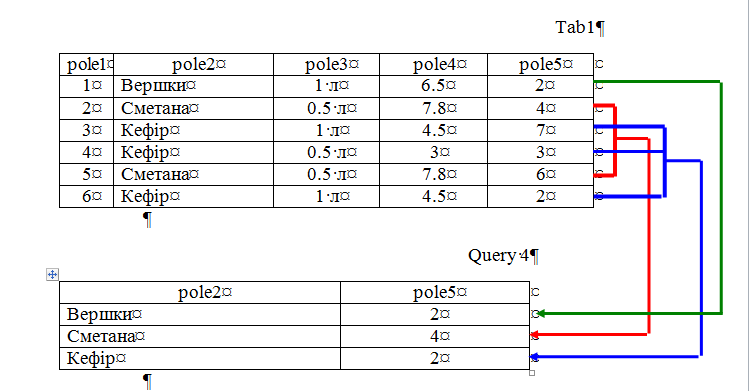 Tab1¶
pole1¤ pole2¤ pole3¤ pole4¤ pole5¤ ¤
1¤ Вершки¤ 1·л¤ 6.5¤ 2¤ ¤
2¤ Сметана¤ 0.5·л¤ 7.8¤ 4¤ ¤
3¤ Кефір¤ 1·л¤ 4.5¤ 7¤ ¤
4¤ Кефір¤ 0.5·л¤ 3¤ 3¤ ¤
5¤ Сметана¤ 0.5·л¤ 7.8¤ 6¤ ¤
6¤ Кефір¤ 1·л¤ 4.5¤ 2¤ ¤
¶
Query·4¶
pole2¤ pole5¤ ¤
Вершки¤ 2¤ ¤
Сметана¤ 4¤ ¤
Кефір¤ 2¤ ¤
¶